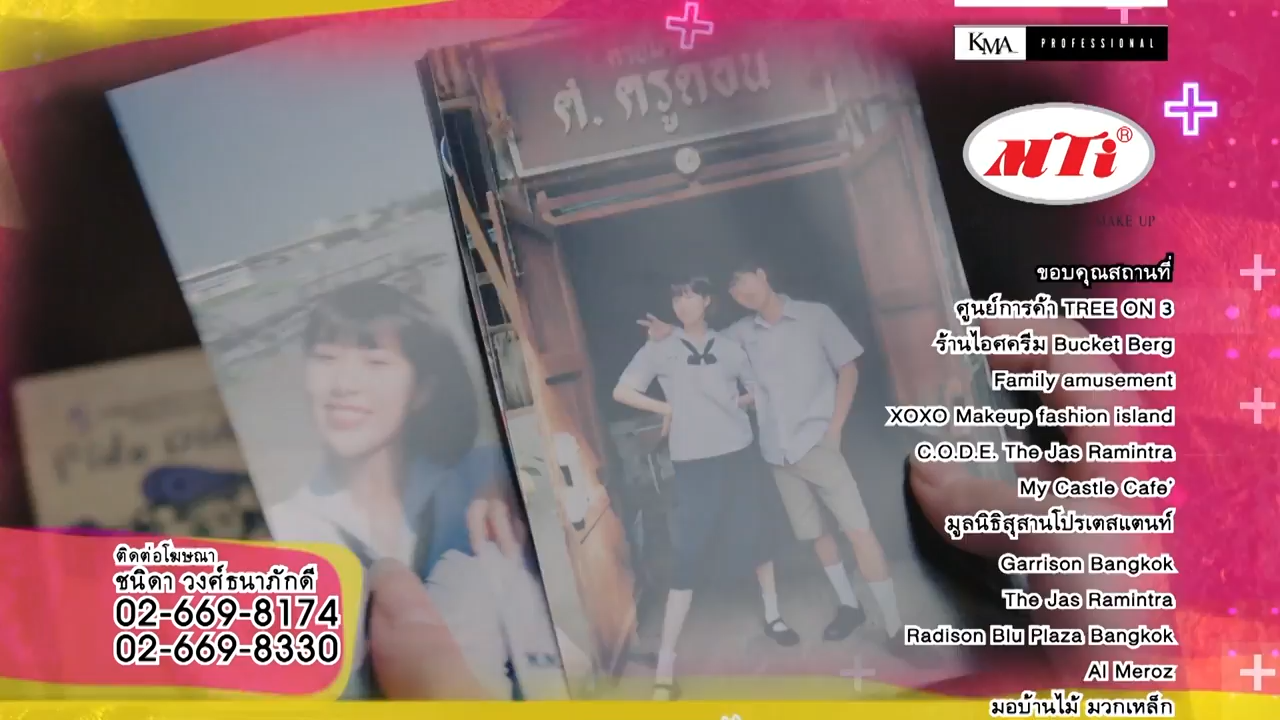 KMA PROFESSIONAL
MTi®
MAKE UP
ศ. ครูดอน
ขอบคุณสถานที่
ศูนย์การค้า TREE ON 3
ร้านไอศครีม Bucket Berg
Family amusement
XOXO Makeup fashion island
C.O.D.E. The Jas Ramintra
My Castle Cafe'
มูลนิธิสุสานโปรเตสแตนท์
Garrison Bangkok
The Jas Ramintra
Radison Blu Plaza Bangkok
Al Meroz
มอบ้านไม้ มวกเหล็ก
ติดต่อโฆษณา
ชนิดา วงศ์ธนาภักดี
02-669-8174
02-669-8330